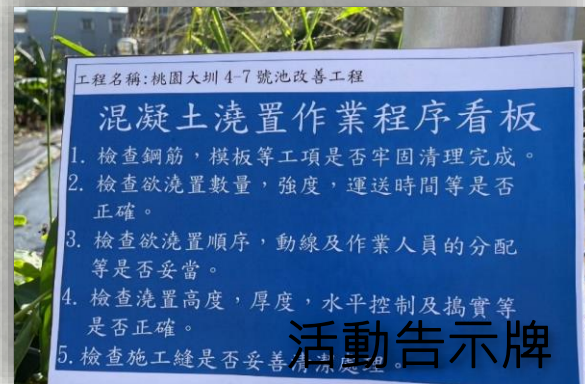 工程名稱:桃園大圳 4-7 號池改善工程
混凝土澆置作業程序看板
1. 檢查鋼筋，模板等工項是否牢固清理完成。
2. 檢查欲澆置數量，強度，運送時間等是否
正確。
3. 檢查欲澆置順序，動線及作業人員的分配
等是否妥當。
4. 檢查澆置高度，厚度，水平控制及搗實等
是否正確。
5. 檢查施工縫是否妥善清潔處理。
活動告示牌